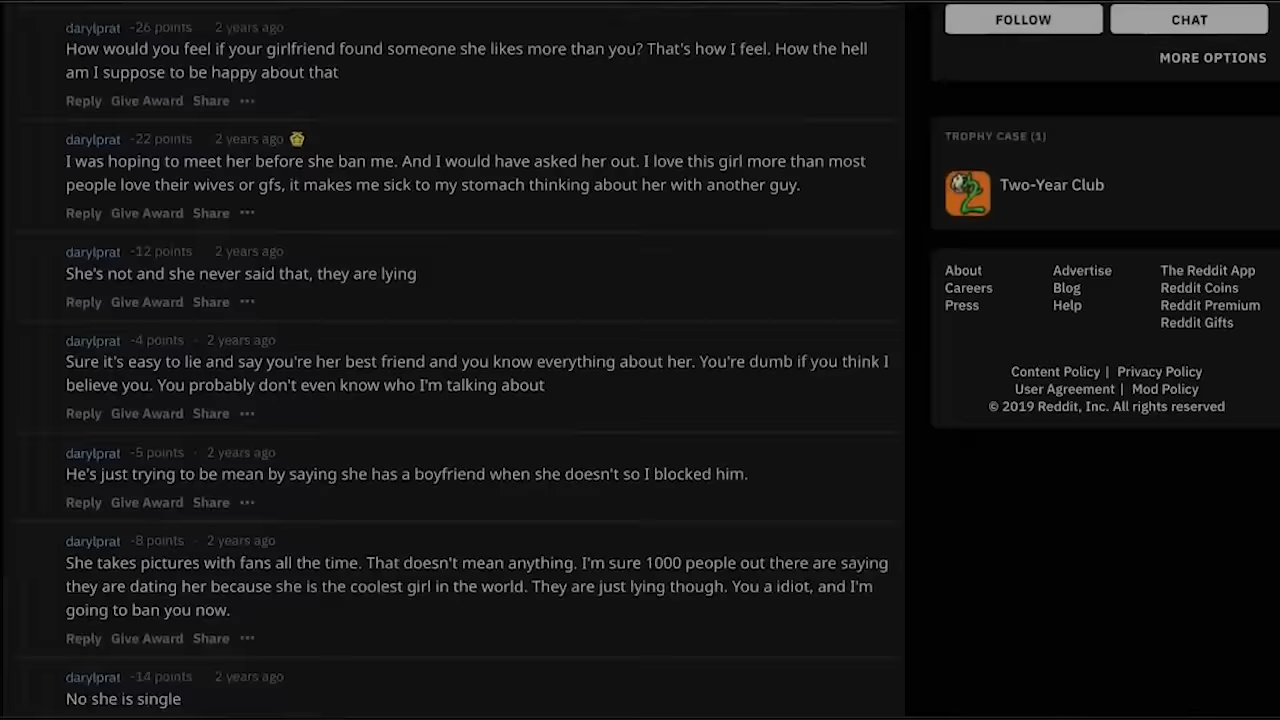 darylprat -26 points 2 years ago
How would you feel if your girlfriend found someone she likes more than you? That's how I feel. How the hell
am I suppose to be happy about that
Reply Give Award Share ...
darylprat -22 points 2 years ago
I was hoping to meet her before she ban me. And I would have asked her out. I love this girl more than most
people love their wives or gfs, it makes me sick to my stomach thinking about her with another guy.
Reply Give Award Share ...
darylprat -12 points 2 years ago
She's not and she never said that, they are lying
Reply Give Award Share ...
darylprat -4 points · 2 years ago
Sure it's easy to lie and say you're her best friend and you know everything about her. You're dumb if you think I
believe you. You probably don't even know who I'm talking about
Reply Give Award Share ...
darylprat -5 points · 2 years ago
He's just trying to be mean by saying she has a boyfriend when she doesn't so I blocked him.
Reply Give Award Share ...
darylprat -8 points · 2 years ago
She takes pictures with fans all the time. That doesn't mean anything. I'm sure 1000 people out there are saying
they are dating her because she is the coolest girl in the world. They are just lying though. You a idiot, and I'm
going to ban you now.
Reply Give Award Share ...
darylprat -14 points 2 years ago
No she is single
FOLLOW CHAT
MORE OPTIONS
TROPHY CASE (1)
Two-Year Club
About Advertise The Reddit App
Careers Blog Reddit Coins
Press Help Reddit Premium
Reddit Gifts
Content Policy | Privacy Policy
User Agreement | Mod Policy
© 2019 Reddit, Inc. All rights reserved